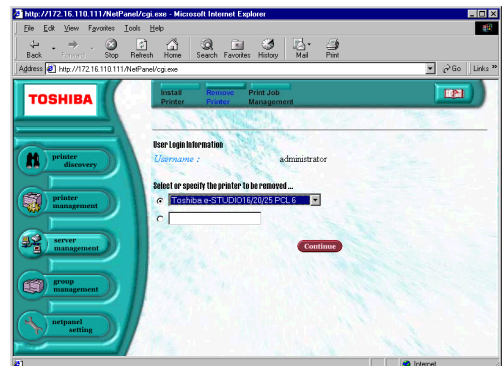 http://172.16.110.111/NetPanel/cgi.exe - Microsoft Internet Explorer
File Edit View Favorites Tools Help
Back Forward Stop Refresh Home Search Favorites History Mail Print
Address http://172.16.110.111/NetPanel/cgi.exe Go Links »
TOSHIBA
Install Printer
Remove Printer
Print Job Management
User Login Information
Username : administrator
Select or specify the printer to be removed ...
Toshiba e-STUDIO16/20/25 PCL 6
Continue
printer discovery
printer management
server management
group management
netpanel setting
Internet